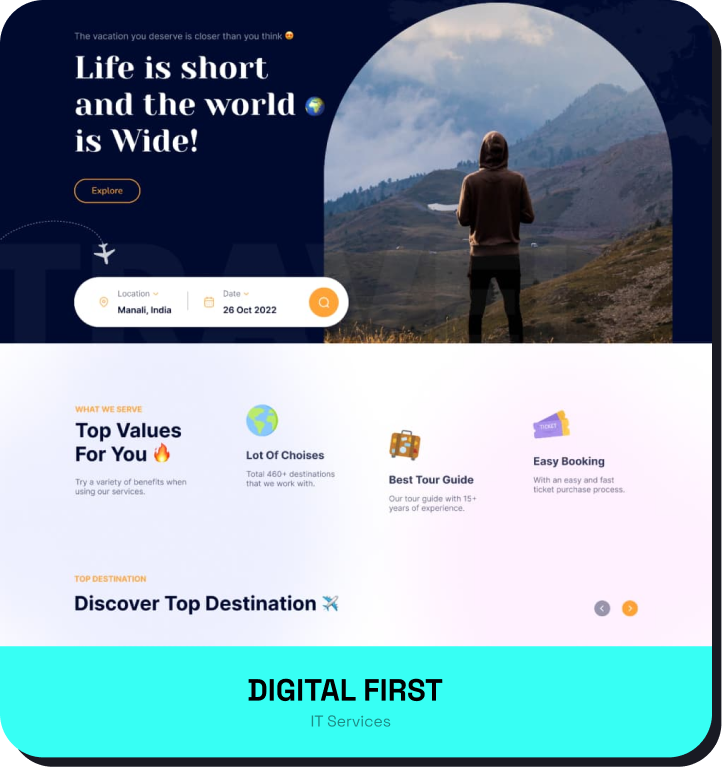 The vacation you deserve is closer than you think
Life is short
and the world
is Wide!
Explore
TRAVEL
Location
Manali, India
Date
26 Oct 2022
WHAT WE SERVE
Top Values
For You
Try a variety of benefits when
using our services.
Lot Of Choises
Total 460+ destinations
that we work with.
Best Tour Guide
Our tour guide with 15+
years of experience.
TICKET
Easy Booking
With an easy and fast
ticket purchase process.
TOP DESTINATION
Discover Top Destination
DIGITAL FIRST
IT Services